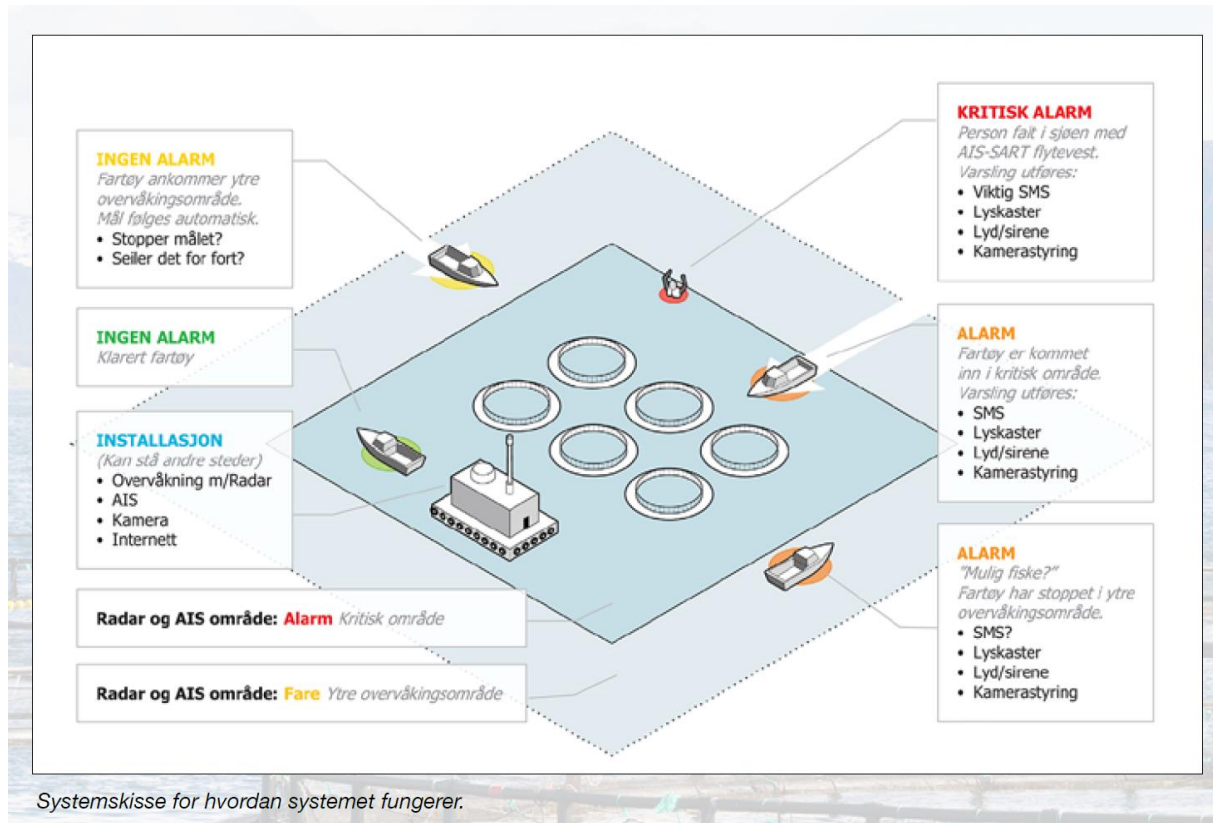 INGEN ALARM
Fartøy ankommer ytre
overvåkingsområde.
Mål følges automatisk.
• Stopper målet?
• Seiler det for fort?
INGEN ALARM
Klarert fartøy
INSTALLASJON
(Kan stå andre steder)
• Overvåkning m/Radar
• AIS
• Kamera
• Internett
Radar og AIS område: Alarm Kritisk område
Radar og AIS område: Fare Ytre overvåkingsområde
KRITISK ALARM
Person falt i sjøen med
AIS-SART flytevest.
Varsling utføres:
• Viktig SMS
• Lyskaster
• Lyd/sirene
• Kamerastyring
ALARM
Fartøy er kommet
inn i kritisk område.
Varsling utføres:
• SMS
• Lyskaster
• Lyd/sirene
• Kamerastyring
ALARM
"Mulig fiske?"
Fartøy har stoppet i ytre
overvåkingsområde.
• SMS?
• Lyskaster
• Lyd/sirene
• Kamerastyring
Systemskisse for hvordan systemet fungerer.